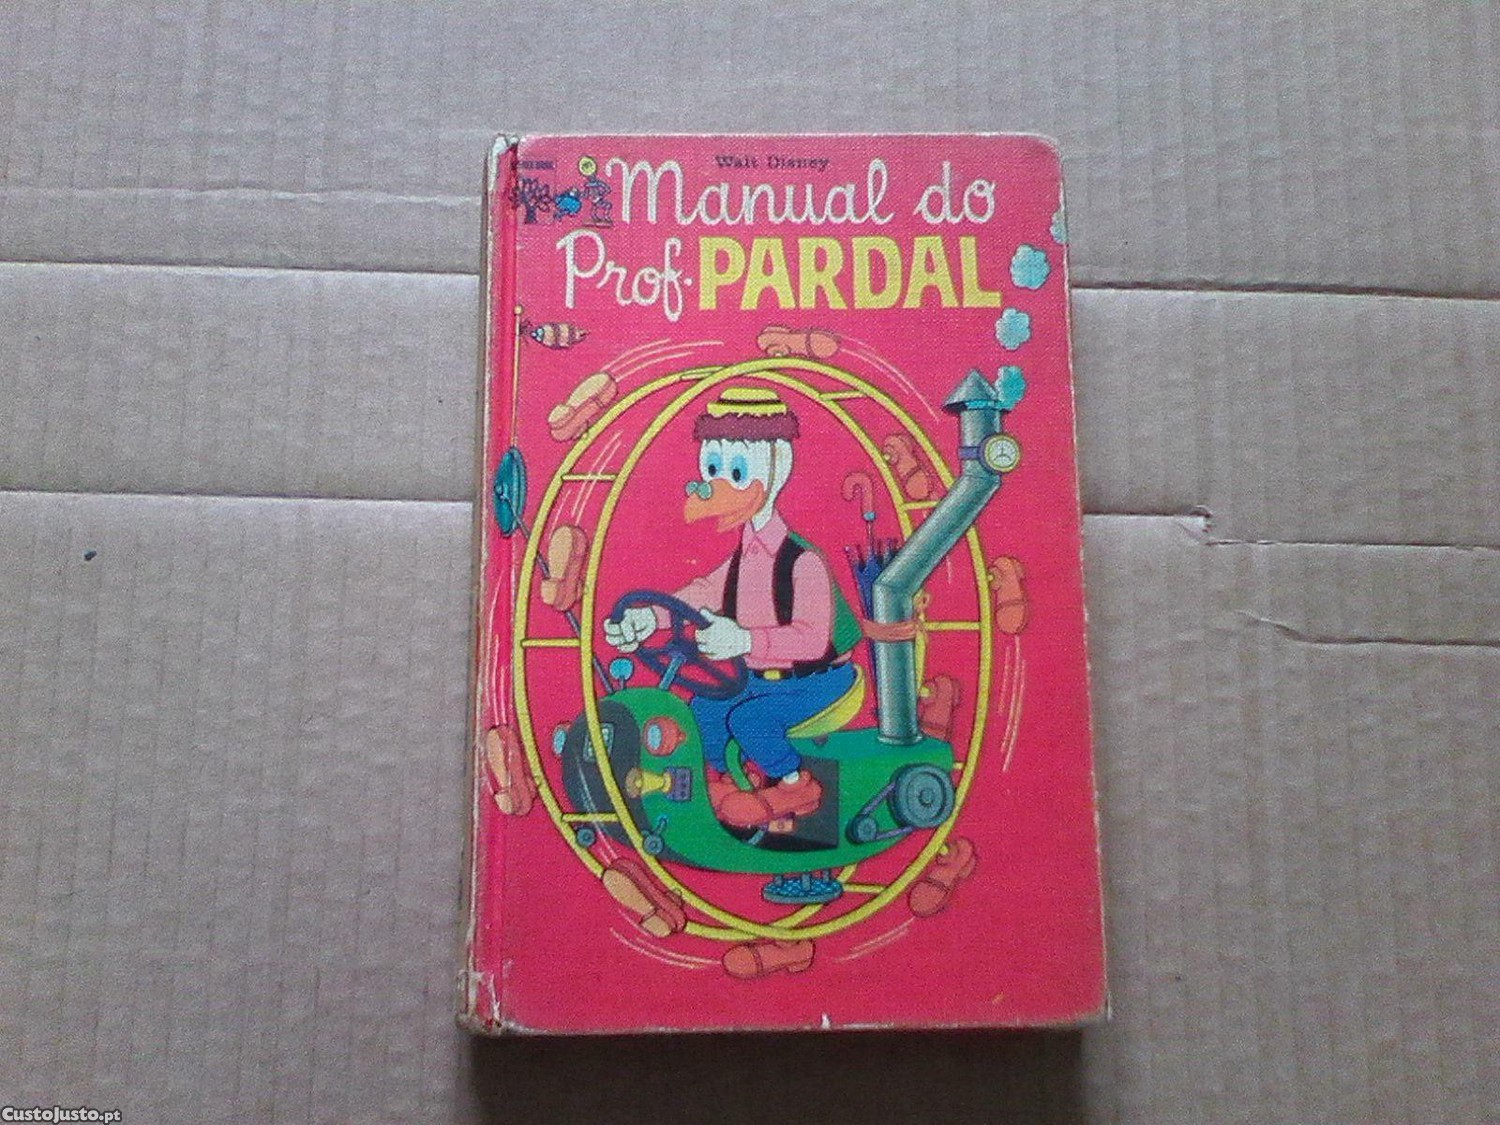 Walt Disney
Manual do
Prof. PARDAL
CustoJusto.pt